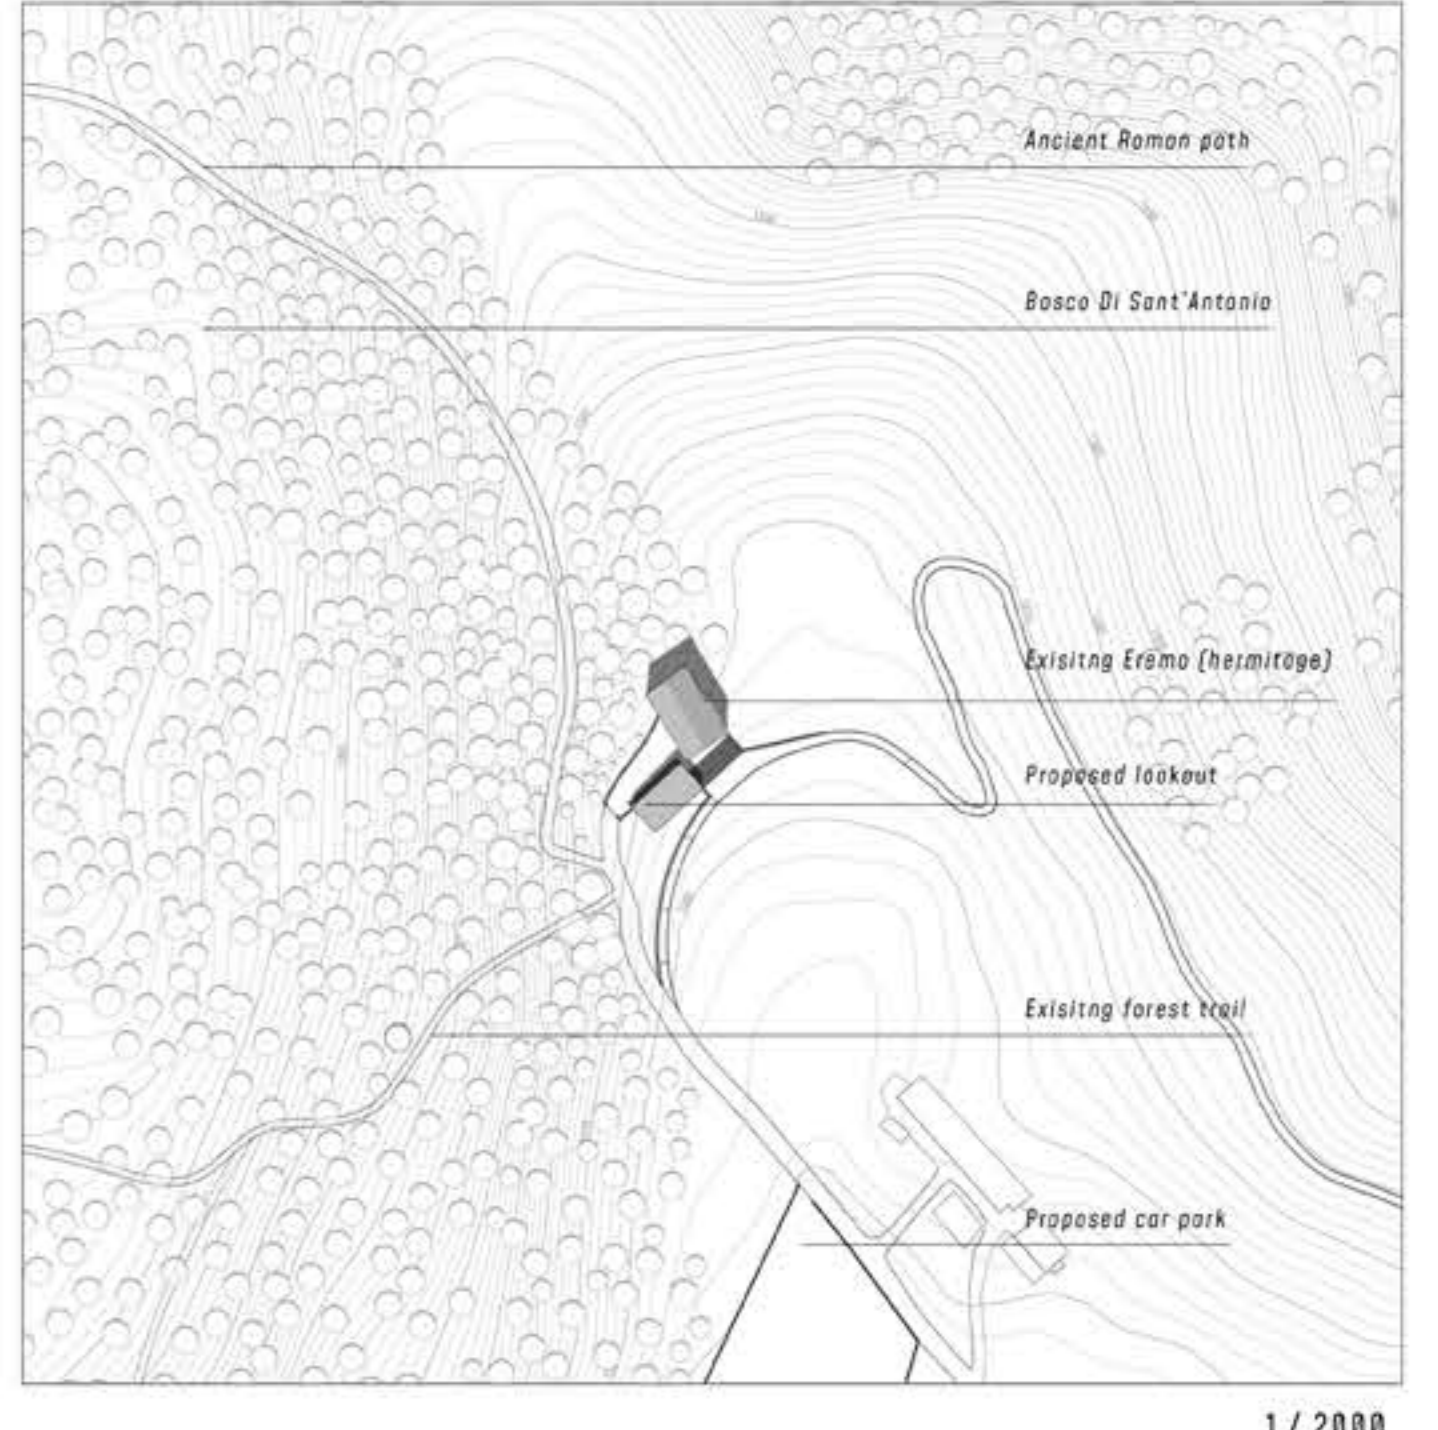 Ancient Roman path
Bosco Di Sant'Antonio
Exisitng Eremo (hermitage)
Proposed lookout
Exisitng forest trail
Proposed car park
1 / 2000